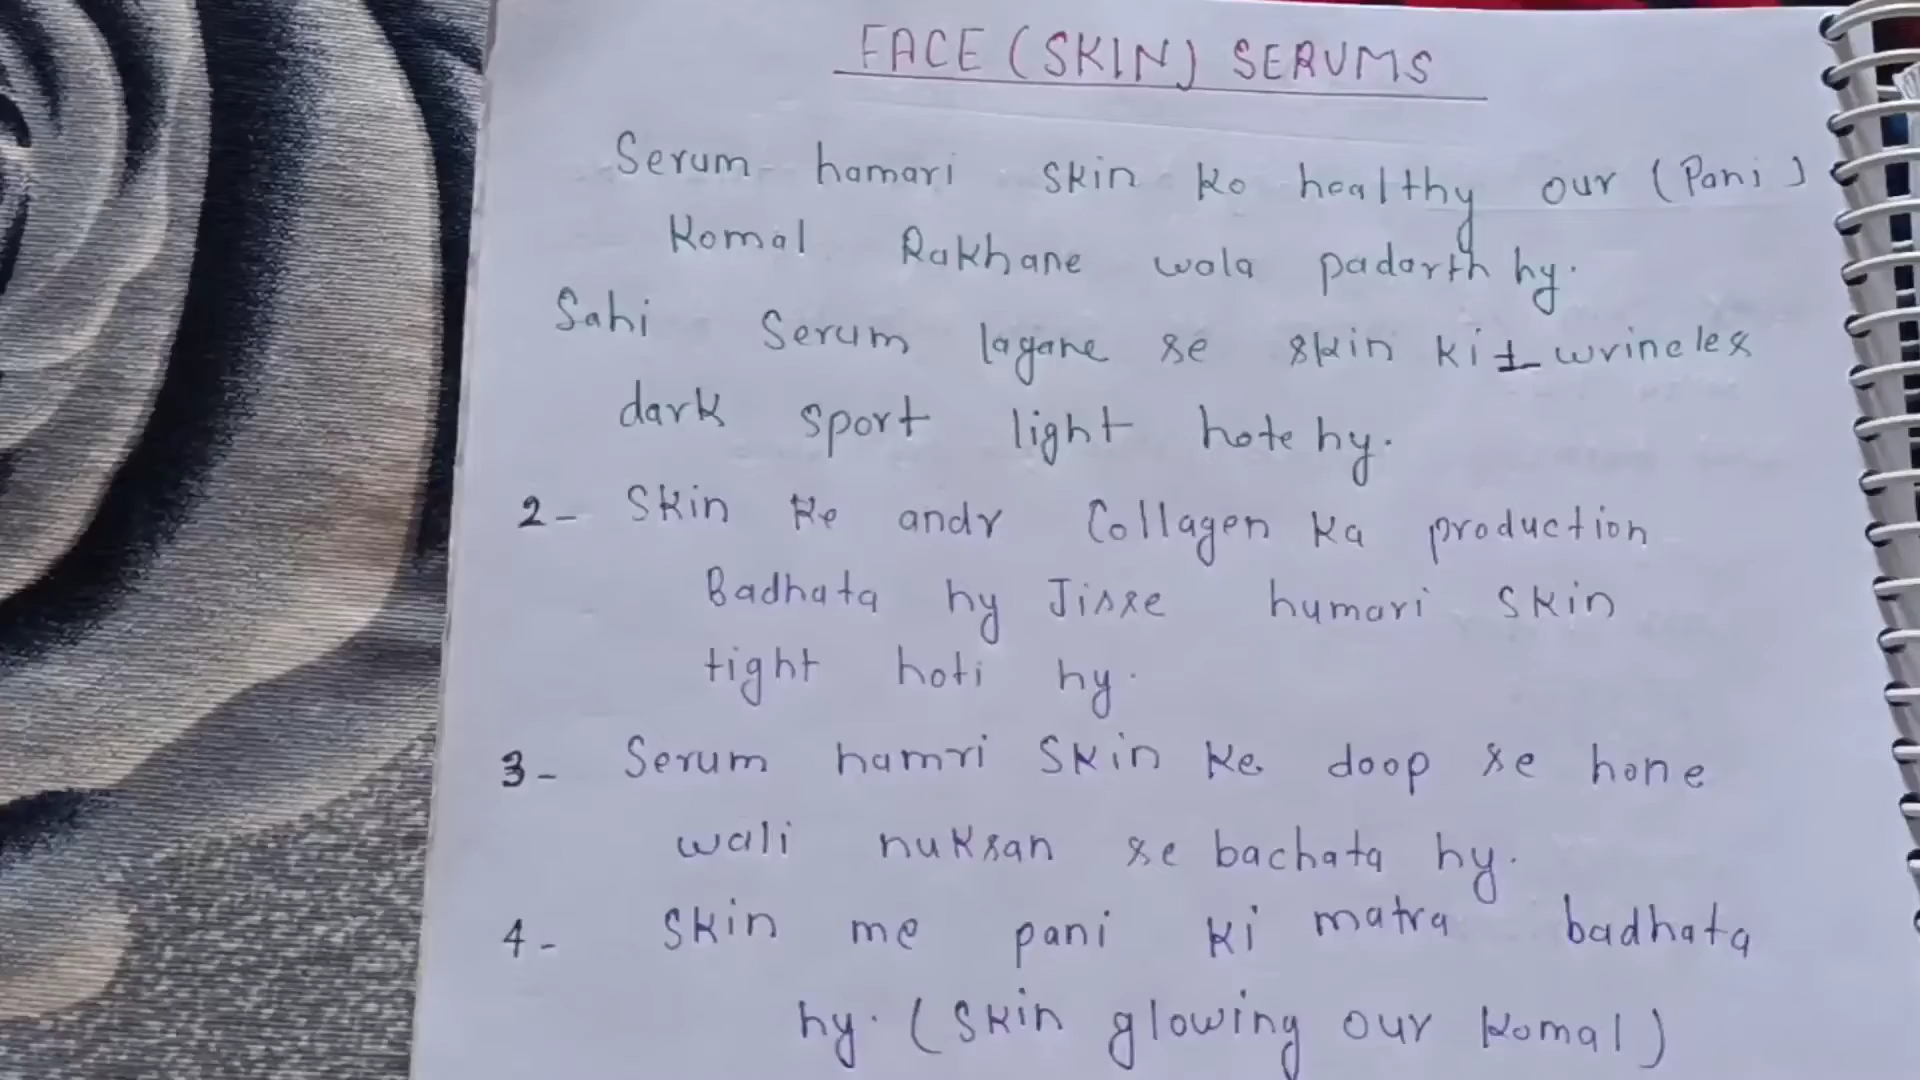 FACE (SKIN) SERUMS
Serum hamari skin ko healthy our (Pani)
Komal Rakhane wala padarth hy.
Sahi Serum lagane se skin ki wrincles
dark sport light hote hy.
2- Skin ke andr Collagen ka production
Badhata hy Jisse humari skin
tight hoti hy.
3- Serum hamri skin ke doop se hone
wali nuksan se bachata hy.
4- skin me pani ki matra badhata
hy. (skin glowing our komal)